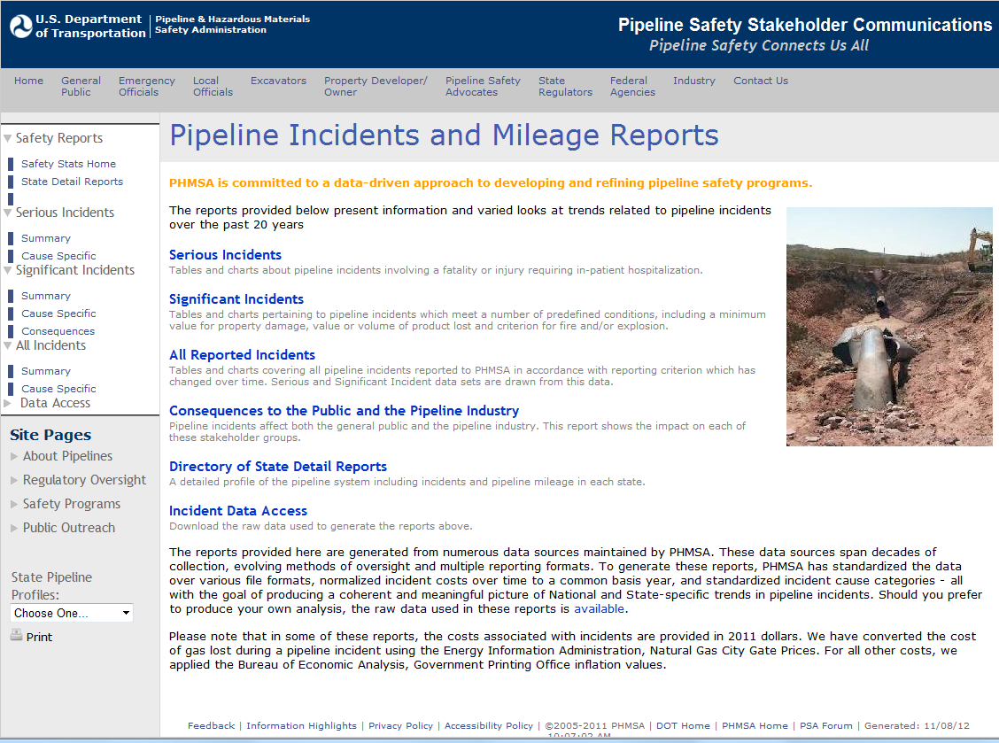 U.S. Department
of Transportation
Pipeline & Hazardous Materials
Safety Administration
Pipeline Safety Stakeholder Communications
Pipeline Safety Connects Us All
Home
General
Public
Emergency
Officials
Local
Officials
Excavators
Property Developer/
Owner
Pipeline Safety
Advocates
State
Regulators
Federal
Agencies
Industry
Contact Us
Safety Reports
Safety Stats Home
State Detail Reports
Serious Incidents
Summary
Cause Specific
Significant Incidents
Summary
Cause Specific
Consequences
All Incidents
Summary
Cause Specific
Data Access
Site Pages
About Pipelines
Regulatory Oversight
Safety Programs
Public Outreach
State Pipeline
Profiles:
Choose One...
Print
Pipeline Incidents and Mileage Reports
PHMSA is committed to a data-driven approach to developing and refining pipeline safety programs.
The reports provided below present information and varied looks at trends related to pipeline incidents
over the past 20 years
Serious Incidents
Tables and charts about pipeline incidents involving a fatality or injury requiring in-patient hospitalization.
Significant Incidents
Tables and charts pertaining to pipeline incidents which meet a number of predefined conditions, including a minimum
value for property damage, value or volume of product lost and criterion for fire and/or explosion.
All Reported Incidents
Tables and charts covering all pipeline incidents reported to PHMSA in accordance with reporting criterion which has
changed over time. Serious and Significant Incident data sets are drawn from this data.
Consequences to the Public and the Pipeline Industry
Pipeline incidents affect both the general public and the pipeline industry. This report shows the impact on each of
these stakeholder groups.
Directory of State Detail Reports
A detailed profile of the pipeline system including incidents and pipeline mileage in each state.
Incident Data Access
Download the raw data used to generate the reports above.
The reports provided here are generated from numerous data sources maintained by PHMSA. These data sources span decades of
collection, evolving methods of oversight and multiple reporting formats. To generate these reports, PHMSA has standardized the data
over various file formats, normalized incident costs over time to a common basis year, and standardized incident cause categories - all
with the goal of producing a coherent and meaningful picture of National and State-specific trends in pipeline incidents. Should you prefer
to produce your own analysis, the raw data used in these reports is available.
Please note that in some of these reports, the costs associated with incidents are provided in 2011 dollars. We have converted the cost
of gas lost during a pipeline incident using the Energy Information Administration, Natural Gas City Gate Prices. For all other costs, we
applied the Bureau of Economic Analysis, Government Printing Office inflation values.
Feedback | Information Highlights | Privacy Policy | Accessibility Policy | ©2005-2011 PHMSA | DOT Home | PHMSA Home | PSA Forum | Generated: 11/08/12
10:07:02 AM